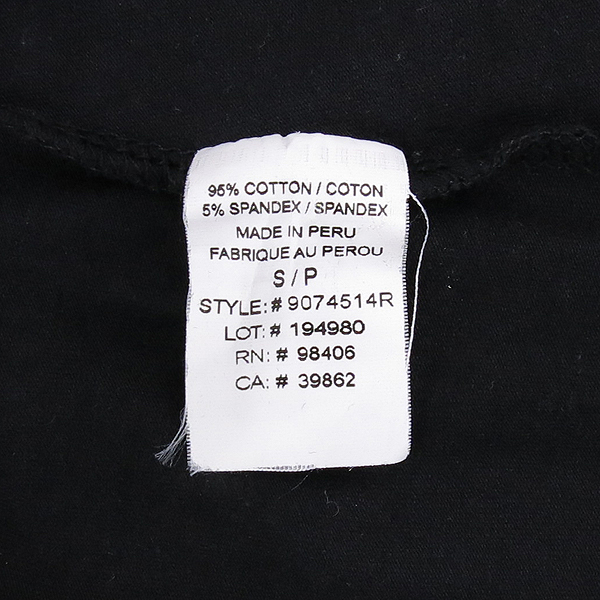 95% COTTON / COTON
5% SPANDEX / SPANDEX
MADE IN PERU
FABRIQUE AU PEROU
S / P
STYLE: # 9074514R
LOT: # 194980
RN: # 98406
CA: # 39862